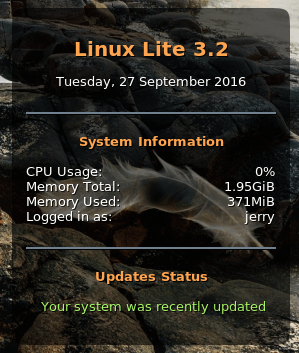 Linux Lite 3.2
Tuesday, 27 September 2016
System Information
CPU Usage: 0%
Memory Total: 1.95GiB
Memory Used: 371MiB
Logged in as: jerry
Updates Status
Your system was recently updated